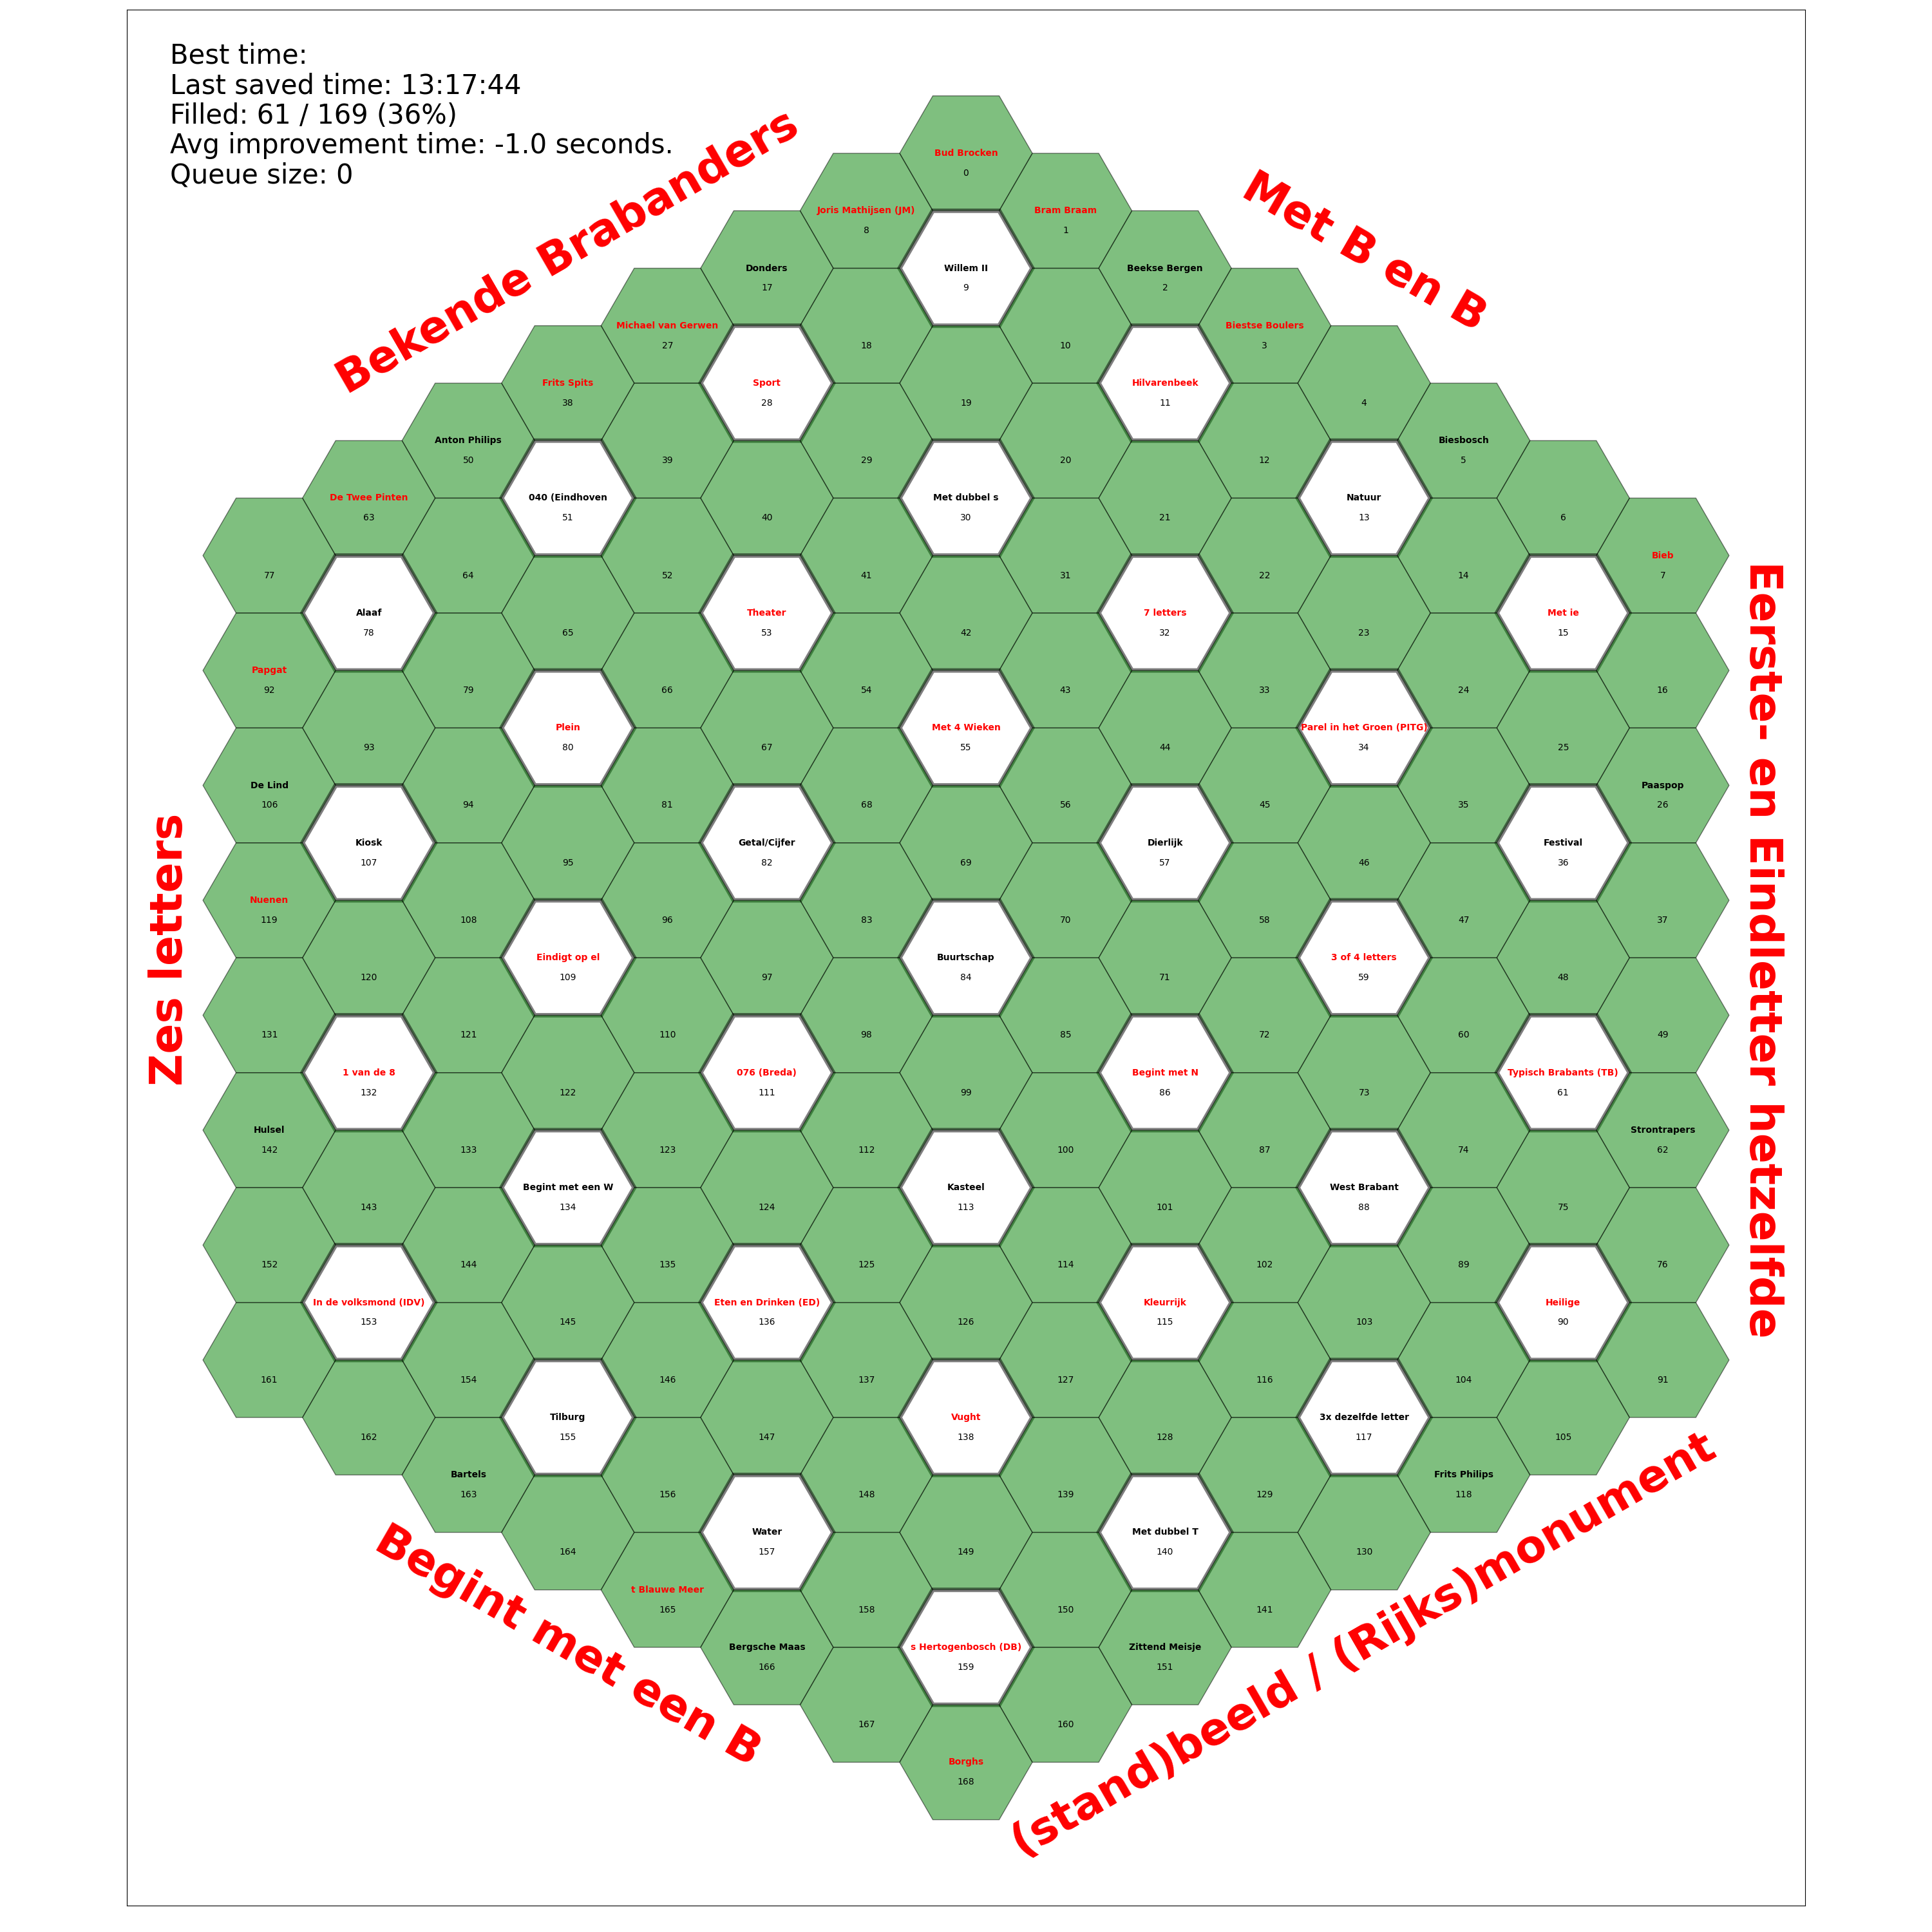 Best time:
Last saved time: 13:17:44
Filled: 61 / 169 (36%)
Avg improvement time: -1.0 seconds.
Queue size: 0
Bekende Brabanders
Met B en B
Eerste- en Eindletter hetzelfde
(stand)beeld / (Rijks)monument
Begint met een B
Zes letters
Bud Brocken
0
Joris Mathijsen (JM)
8
Bram Braam
1
Donders
17
Willem II
9
Beekse Bergen
2
Michael van Gerwen
27
18
10
Biestse Boulers
3
Frits Spits
38
Sport
28
19
Hilvarenbeek
11
4
Anton Philips
50
39
29
20
12
Biesbosch
5
De Twee Pinten
63
040 (Eindhoven
51
40
Met dubbel s
30
21
Natuur
13
6
77
64
52
41
31
22
14
Bieb
7
Alaaf
78
65
Theater
53
42
7 letters
32
23
Met ie
15
Papgat
92
79
66
54
43
33
24
16
93
Plein
80
67
Met 4 Wieken
55
44
Parel in het Groen (PITG)
34
25
De Lind
106
94
81
68
56
45
35
Paaspop
26
Kiosk
107
95
Getal/Cijfer
82
69
Dierlijk
57
46
Festival
36
Nuenen
119
108
96
83
70
58
47
37
120
Eindigt op el
109
97
Buurtschap
84
71
3 of 4 letters
59
48
131
121
110
98
85
72
60
49
1 van de 8
132
122
076 (Breda)
111
99
Begint met N
86
73
Typisch Brabants (TB)
61
Hulsel
142
133
123
112
100
87
74
Strontrapers
62
143
Begint met een W
134
124
Kasteel
113
101
West Brabant
88
75
152
144
135
125
114
102
89
76
In de volksmond (IDV)
153
145
Eten en Drinken (ED)
136
126
Kleurrijk
115
103
Heilige
90
161
154
146
137
127
116
104
91
162
Tilburg
155
147
Vught
138
128
3x dezelfde letter
117
105
Bartels
163
156
148
139
129
Frits Philips
118
164
Water
157
149
Met dubbel T
140
130
t Blauwe Meer
165
158
150
141
Bergsche Maas
166
s Hertogenbosch (DB)
159
Zittend Meisje
151
167
160
Borghs
168